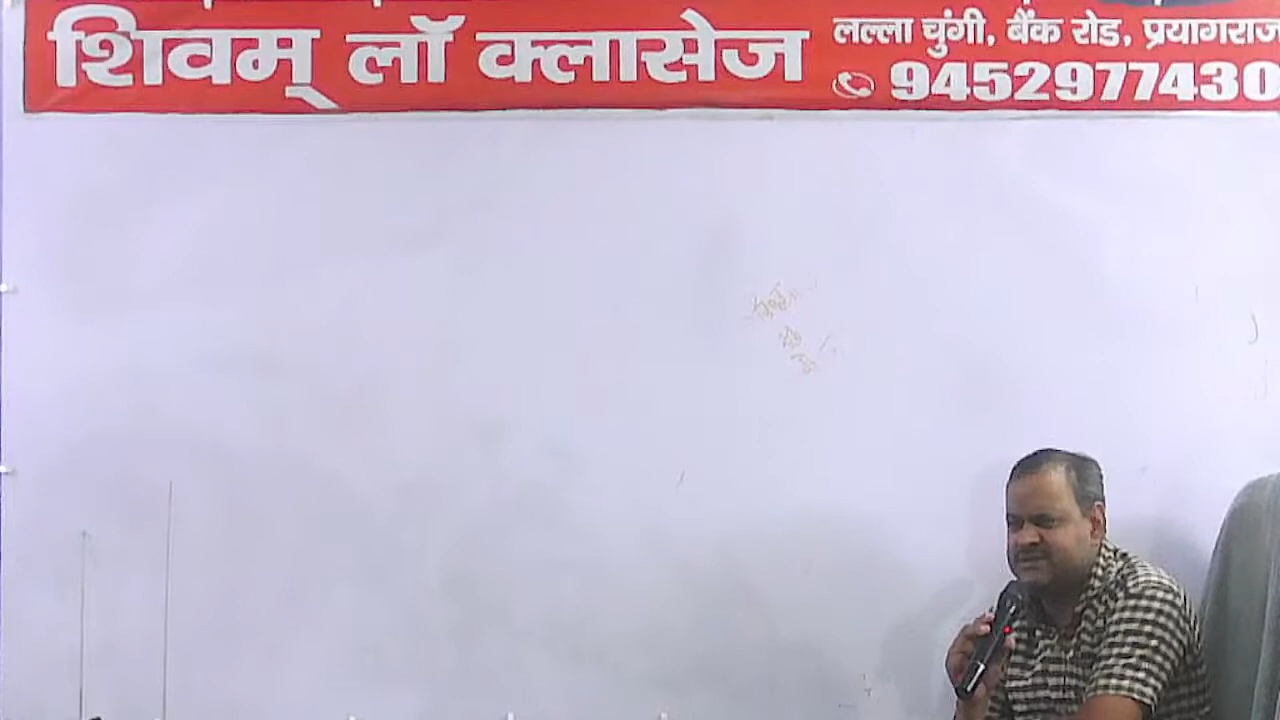 शिवम् लॉ क्लासेज
लल्ला चुंगी, बैंक रोड, प्रयागराज
9452977430